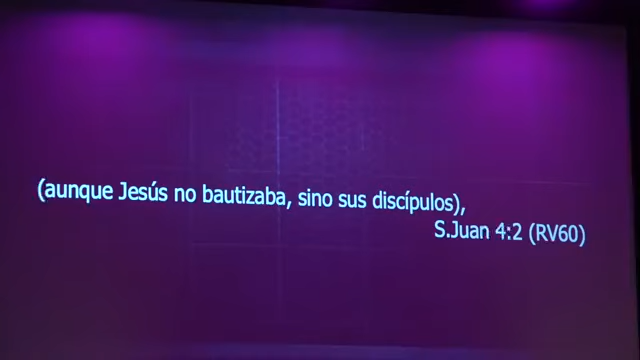 (aunque Jesús no bautizaba, sino sus discípulos),
S.Juan 4:2 (RV60)